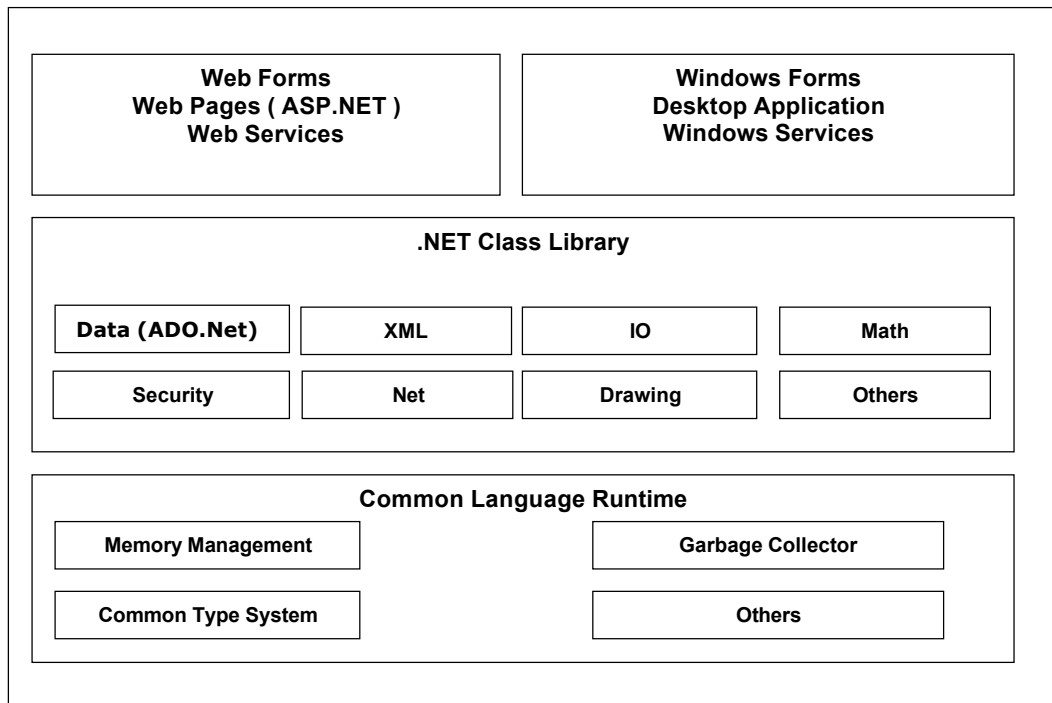 Web Forms
Web Pages ( ASP.NET )
Web Services
Windows Forms
Desktop Application
Windows Services
.NET Class Library
Data (ADO.Net)
XML
IO
Math
Security
Net
Drawing
Others
Common Language Runtime
Memory Management
Garbage Collector
Common Type System
Others